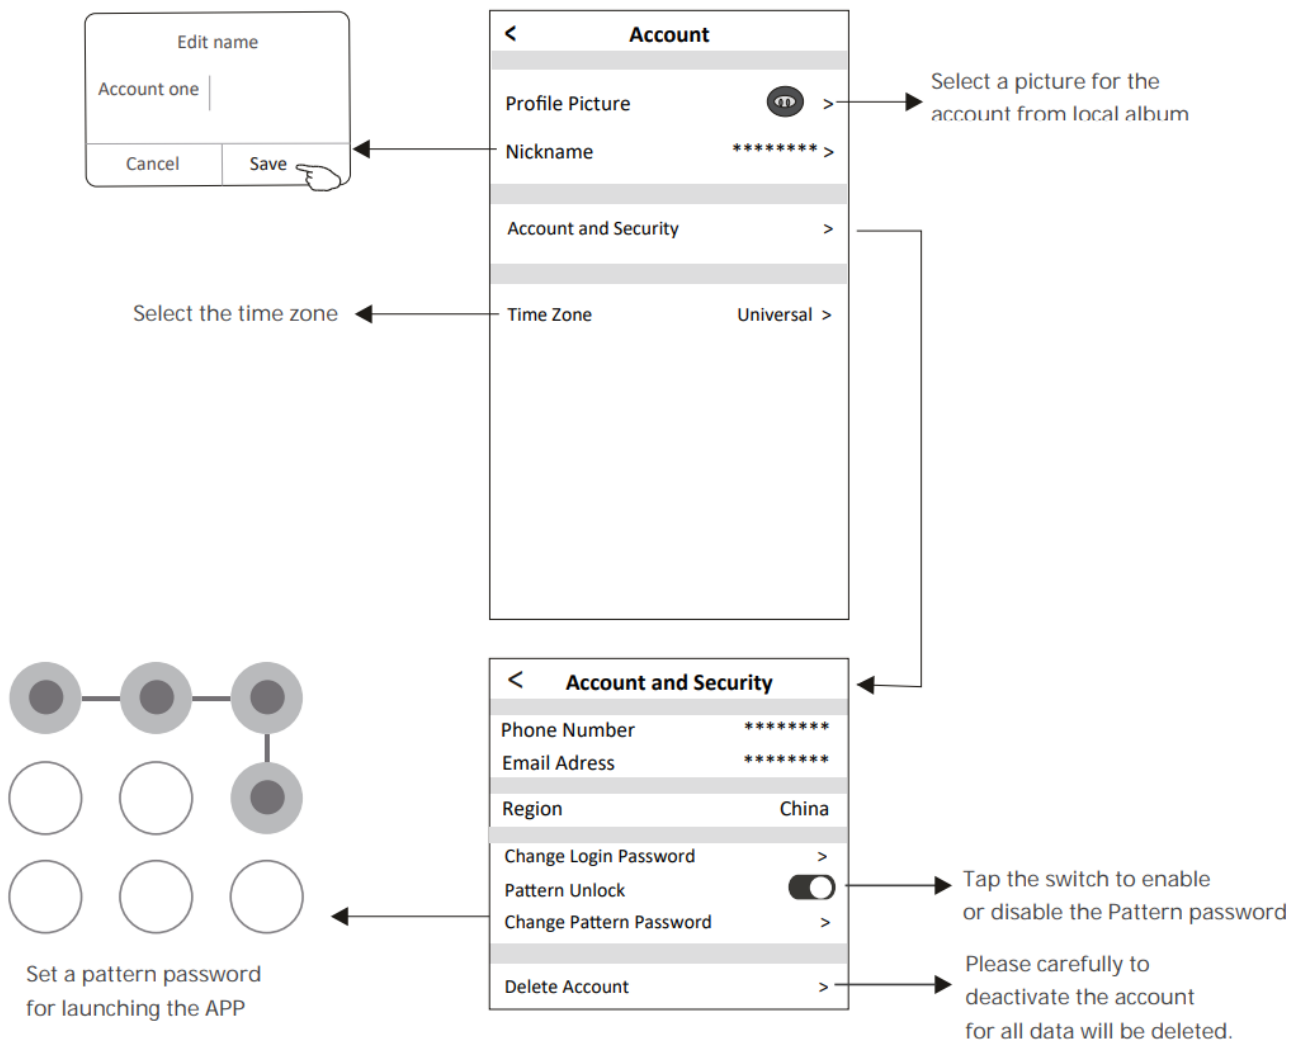 Edit name
Account one
Cancel
Save
< Account
Profile Picture >
Nickname ******** >
Account and Security >
Time Zone Universal >
Select a picture for the
account from local album
Select the time zone
< Account and Security
Phone Number ********
Email Adress ********
Region China
Change Login Password >
Pattern Unlock
Change Pattern Password >
Delete Account >
Set a pattern password
for launching the APP
Tap the switch to enable
or disable the Pattern password
Please carefully to
deactivate the account
for all data will be deleted.